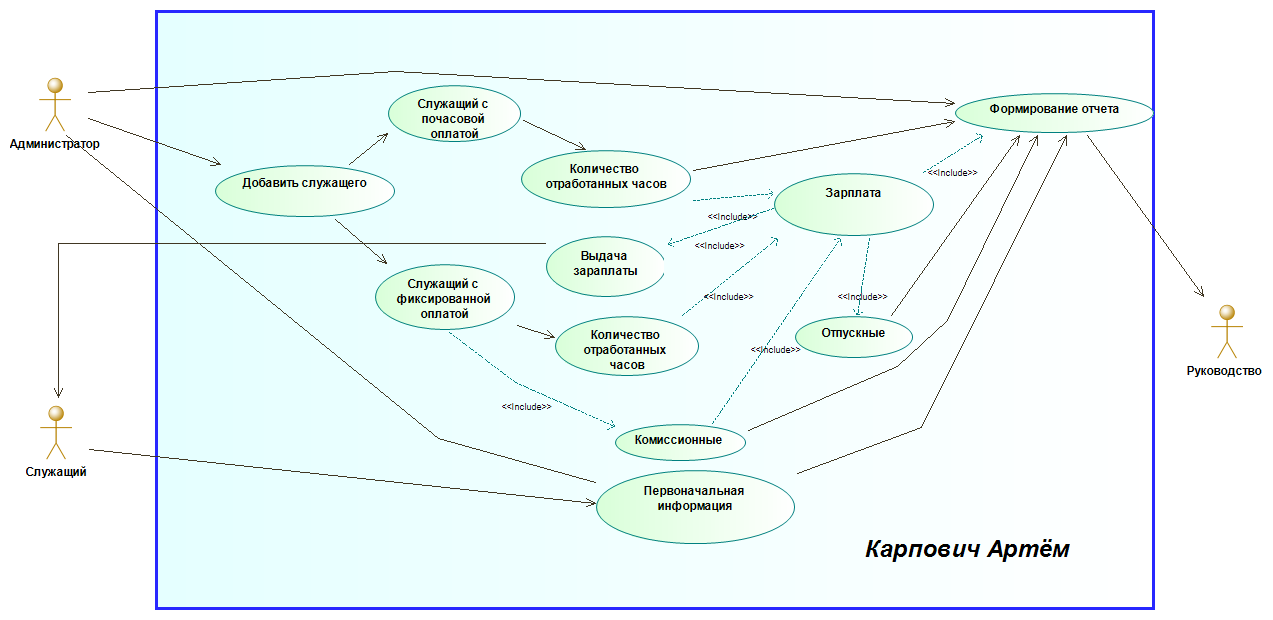 Служащий с
почасовой
оплатой
Формирование отчета
Администратор
Количество
отработанных часов
<<Include>>
Добавить служащего
Зарплата
<<Include>>
<<Include>>
Выдача
зараплаты
Служащий с
фиксированной
оплатой
<<Include>>
<<Include>>
Количество
отработанных
часов
Отпускные
<<Include>>
Руководство
<<Include>>
Комиссионные
Служащий
Первоначальная
информация
Карпович Артём